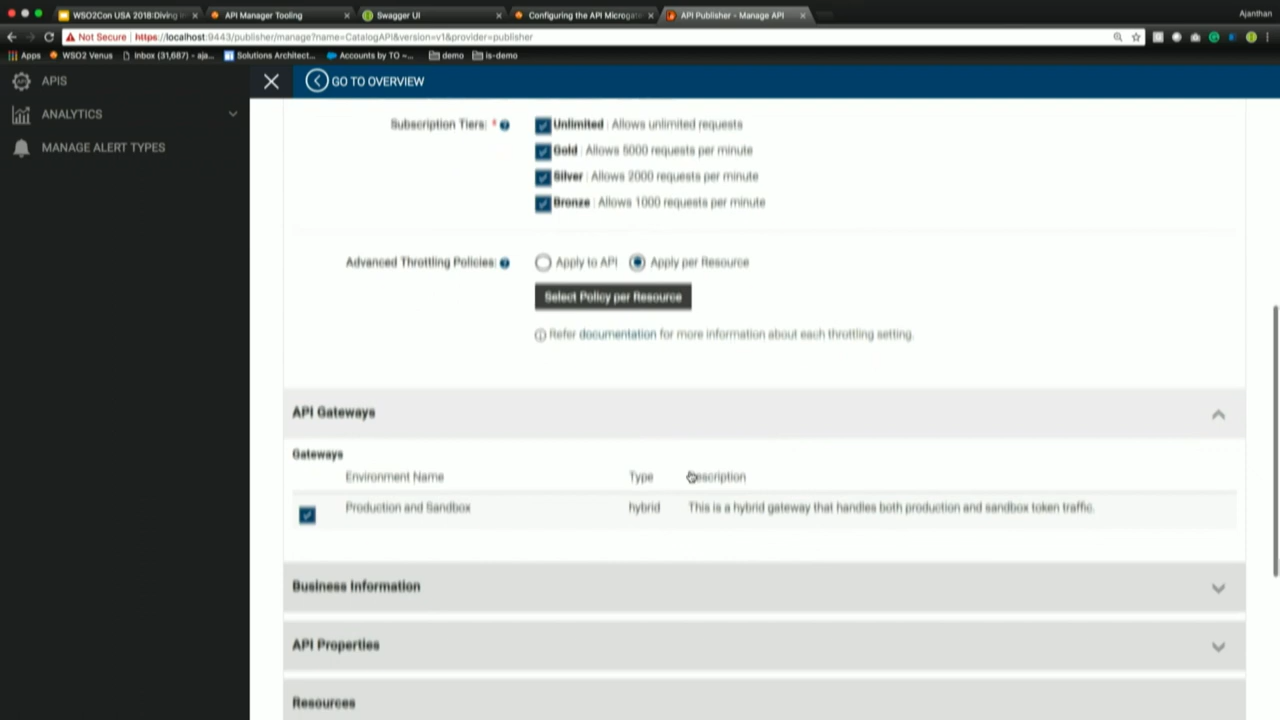 WSO2Con USA 2018:Diving
API Manager Tooling
Swagger UI
Configuring the API Microgate
API Publisher - Manage API
Ajanthan
Not Secure | https://localhost:9443/publisher/manage?name=CatalogAPI&version=v1&provider=publisher
Apps
WSO2 Venus
Inbox (31,687) - aja...
Solutions Architect...
Accounts by TO –...
demo
is-demo
APIS
GO TO OVERVIEW
ANALYTICS
MANAGE ALERT TYPES
Subscription Tiers: *
Unlimited : Allows unlimited requests
Gold : Allows 5000 requests per minute
Silver : Allows 2000 requests per minute
Bronze : Allows 1000 requests per minute
Advanced Throttling Policies:
Apply to API
Apply per Resource
Select Policy per Resource
Refer documentation for more information about each throttling setting.
API Gateways
Gateways
Environment Name
Type
Description
Production and Sandbox
hybrid
This is a hybrid gateway that handles both production and sandbox token traffic.
Business Information
API Properties
Resources